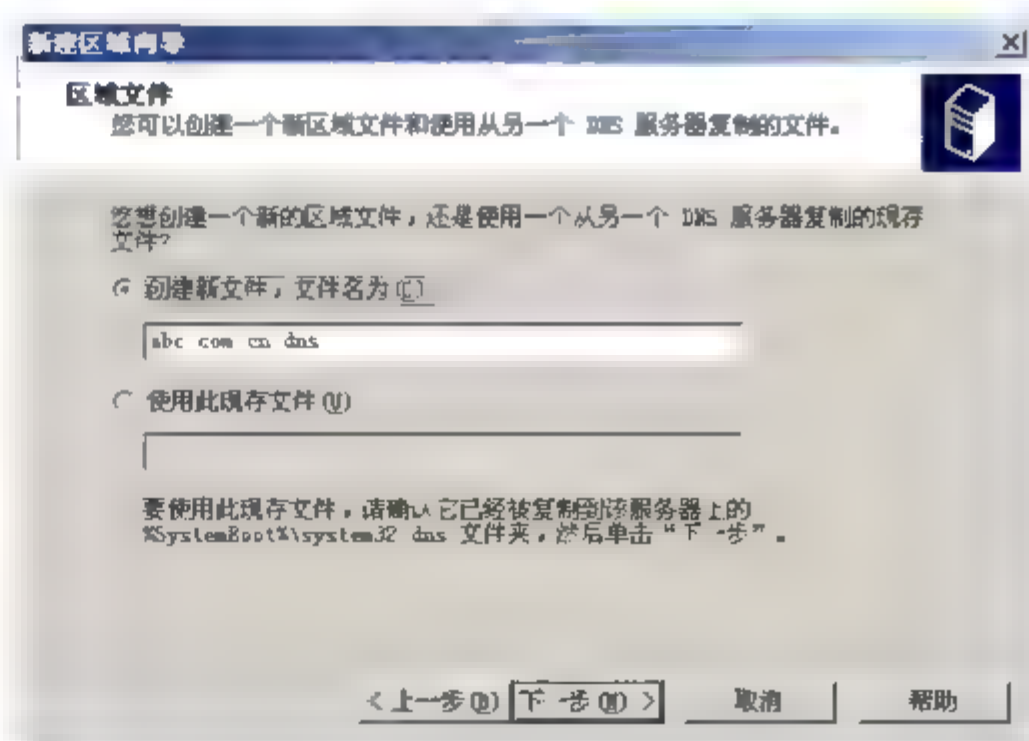 新建区域向导
区域文件
您可以创建一个新区域文件和使用从另一个 DNS 服务器复制的文件。
您想创建一个新的区域文件，还是使用一个从另一个 DNS 服务器复制的现存
文件?
创建新文件，文件名为(C)
abc com cn dns
使用此现存文件(U)
要使用此现存文件，请确认它已经被复制到该服务器上的
%SystemRoot%\system32 dns 文件夹，然后单击“下一步”。
< 上一步(B)
下一步(N) >
取消
帮助